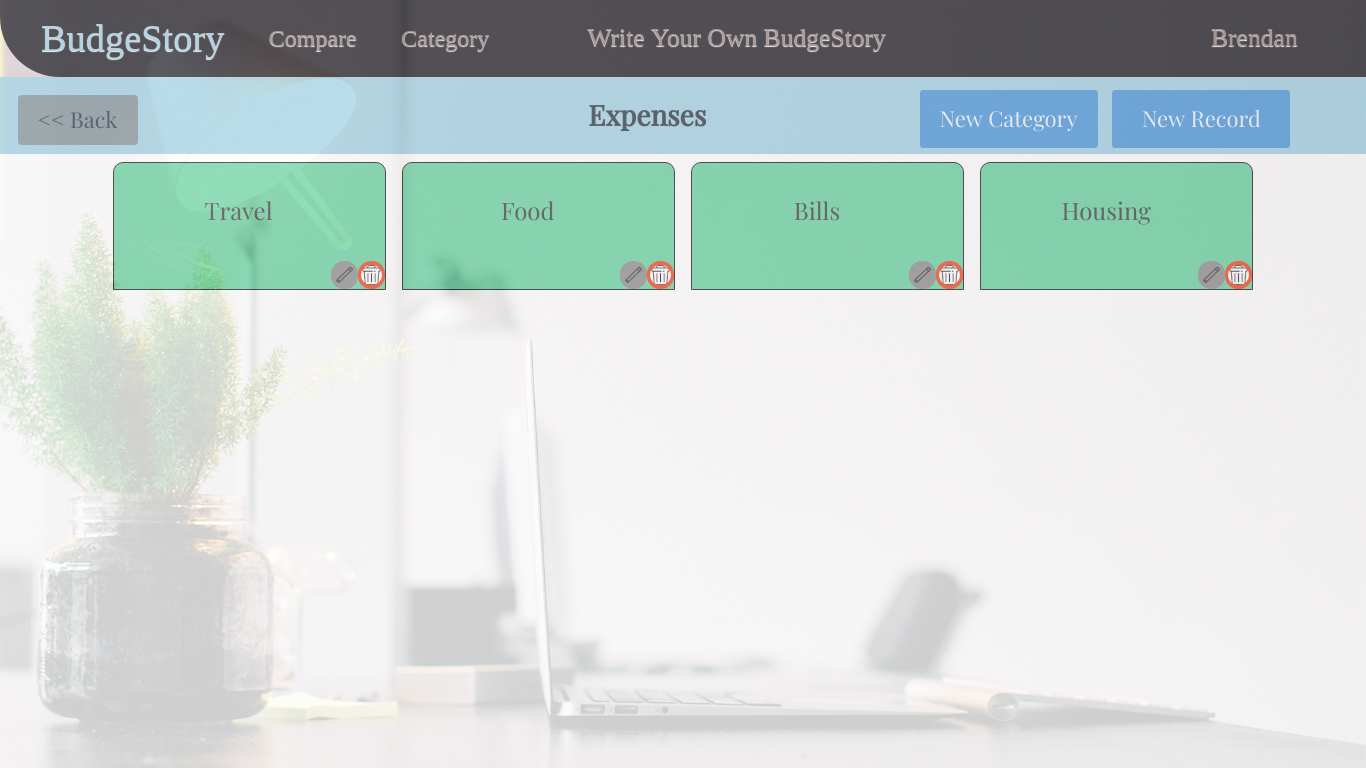 BudgeStory Compare Category Write Your Own BudgeStory Brendan
<< Back Expenses New Category New Record
Travel Food Bills Housing